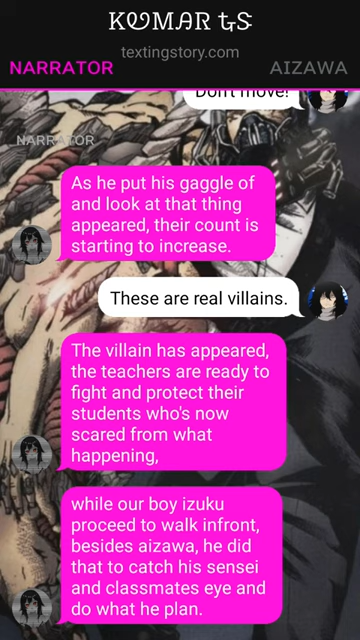 KꮼMᎯR ᎿᎶᏕ
textingstory.com
NARRATOR AIZAWA
Don't move!
NARRATOR
As he put his gaggle of
and look at that thing
appeared, their count is
starting to increase.
These are real villains.
The villain has appeared,
the teachers are ready to
fight and protect their
students who's now
scared from what
happening,
while our boy izuku
proceed to walk infront,
besides aizawa, he did
that to catch his sensei
and classmates eye and
do what he plan.